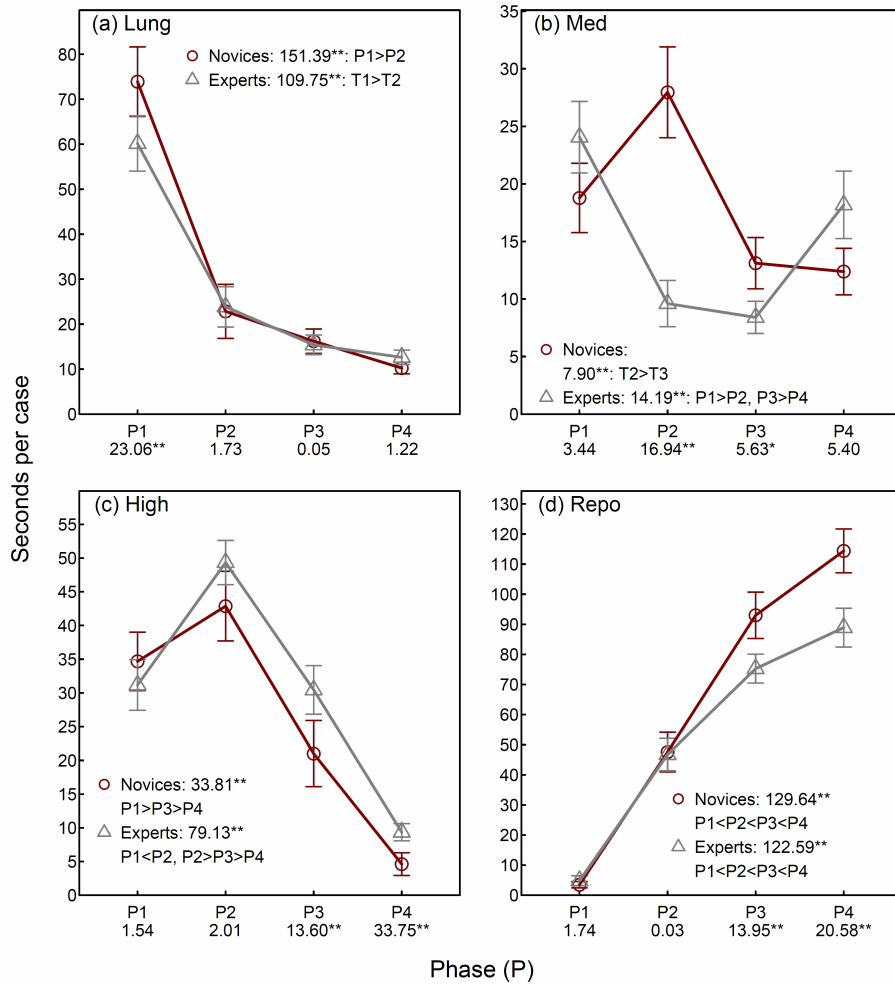 (a) Lung
Novices: 151.39**: P1>P2
Experts: 109.75**: T1>T2
80
70
60
50
40
30
20
10
0
P1 P2 P3 P4
23.06** 1.73 0.05 1.22
(b) Med
35
30
25
20
15
10
5
0
Novices:
7.90**: T2>T3
Experts: 14.19**: P1>P2, P3>P4
P1 P2 P3 P4
3.44 16.94** 5.63* 5.40
Seconds per case
(c) High
55
50
45
40
35
30
25
20
15
10
5
0
Novices: 33.81**
P1>P3>P4
Experts: 79.13**
P1<P2, P2>P3>P4
P1 P2 P3 P4
1.54 2.01 13.60** 33.75**
(d) Repo
130
120
110
100
90
80
70
60
50
40
30
20
10
0
Novices: 129.64**
P1<P2<P3<P4
Experts: 122.59**
P1<P2<P3<P4
P1 P2 P3 P4
1.74 0.03 13.95** 20.58**
Phase (P)